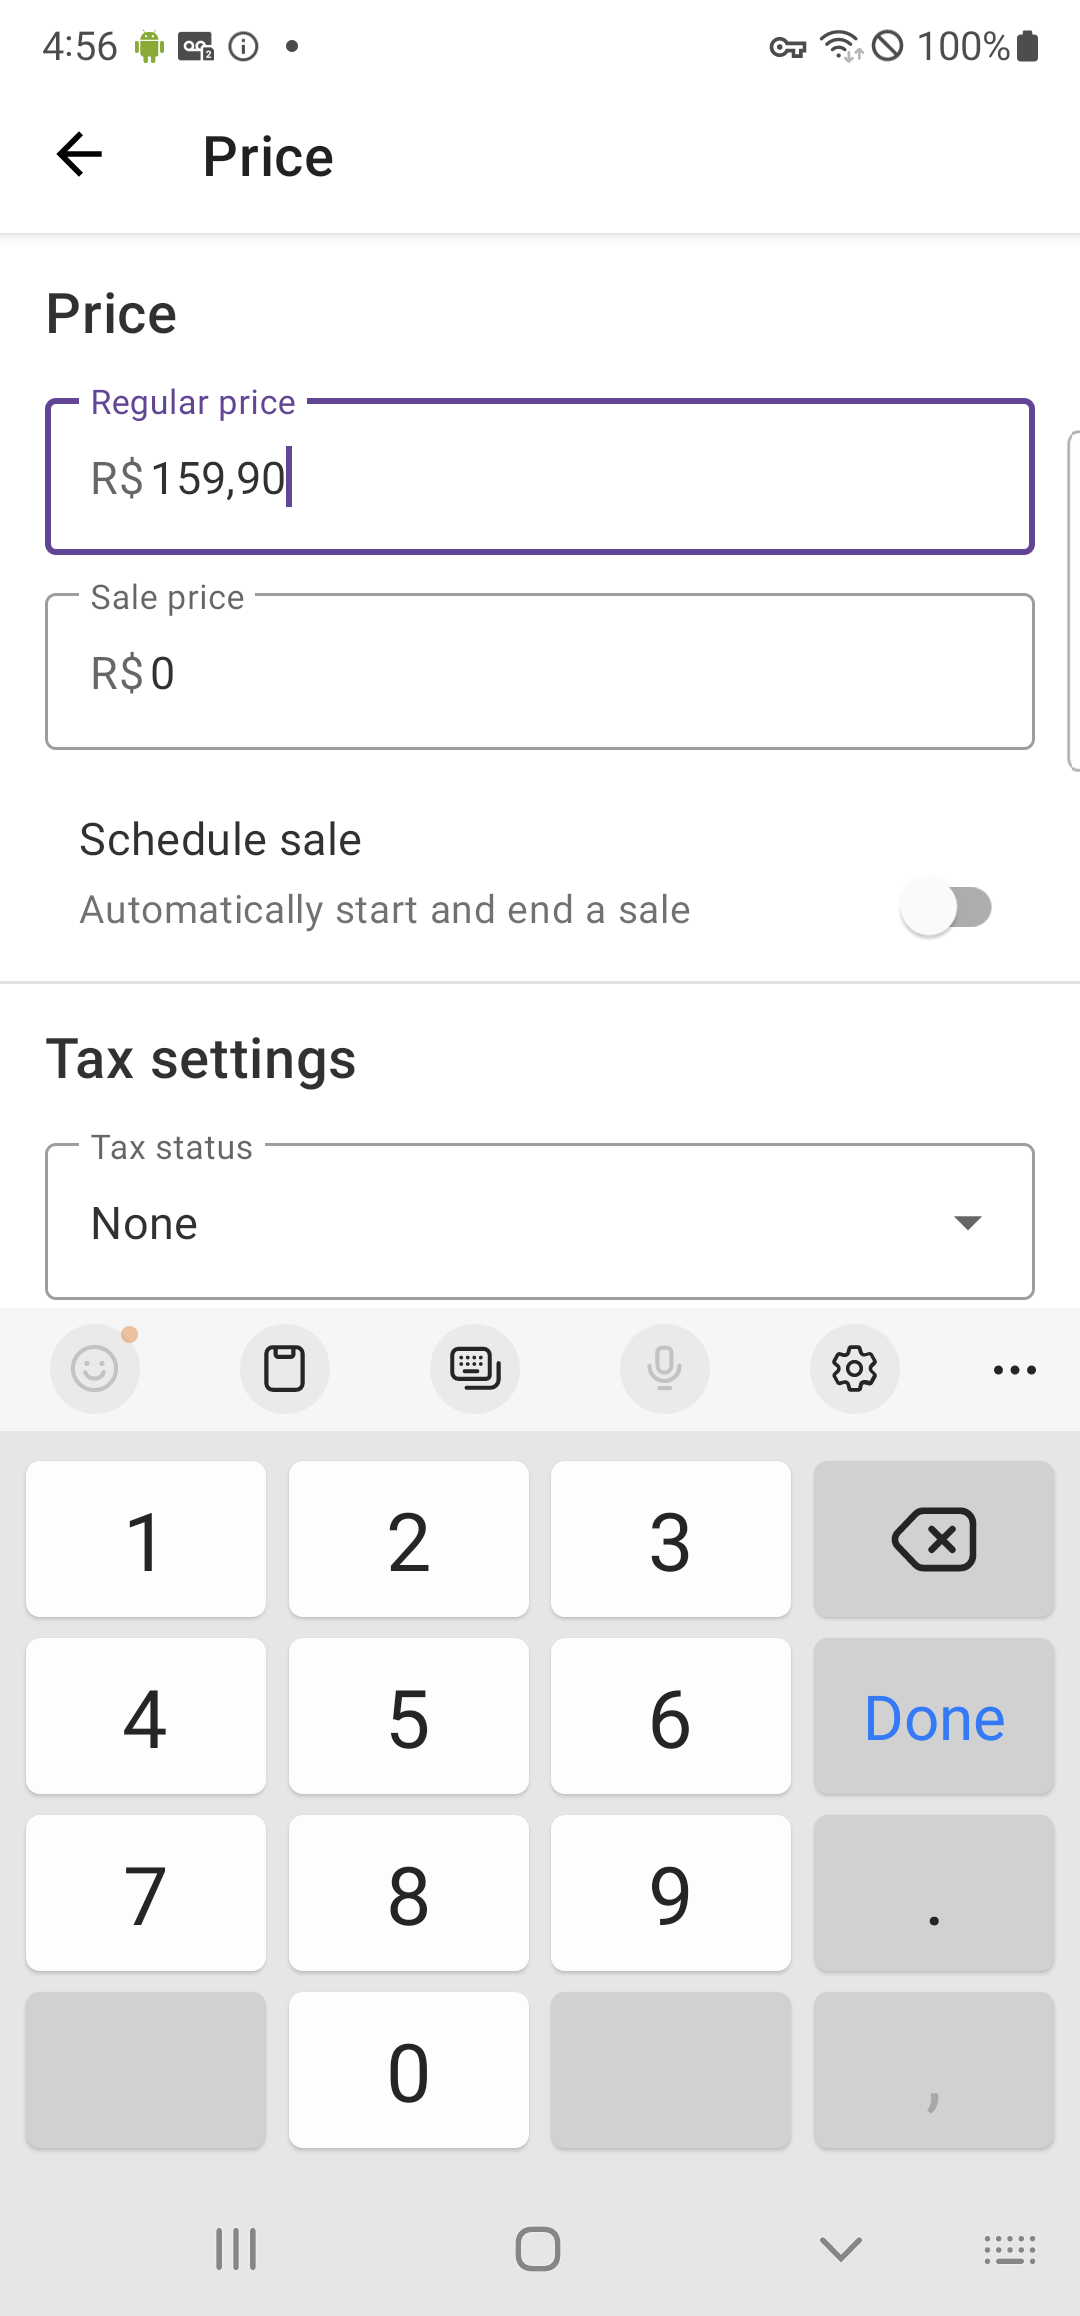 4:56
100%
Price
Price
Regular price
R$ 159,90
Sale price
R$ 0
Schedule sale
Automatically start and end a sale
Tax settings
Tax status
None
1 2 3
4 5 6 Done
7 8 9 .
0 ,